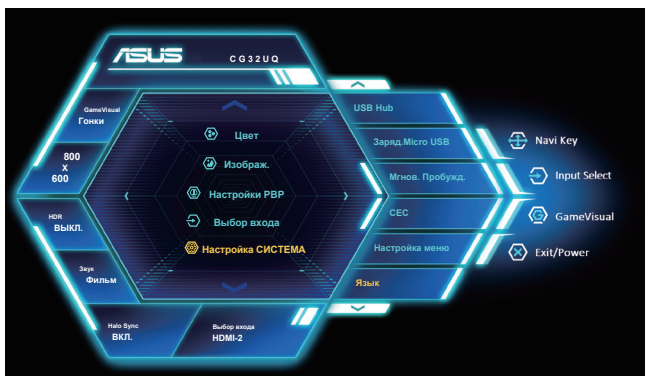 ASUS
CG32UQ
GameVisual
Гонки
800
X
600
HDR
ВЫКЛ.
Звук
Фильм
Halo Sync
ВКЛ.
Выбор входа
HDMI-2
Цвет
Изображ.
Настройки PBP
Выбор входа
Настройка СИСТЕМА
USB Hub
Заряд.Micro USB
Мгнов. Пробужд.
CEC
Настройка меню
Язык
Navi Key
Input Select
GameVisual
Exit/Power